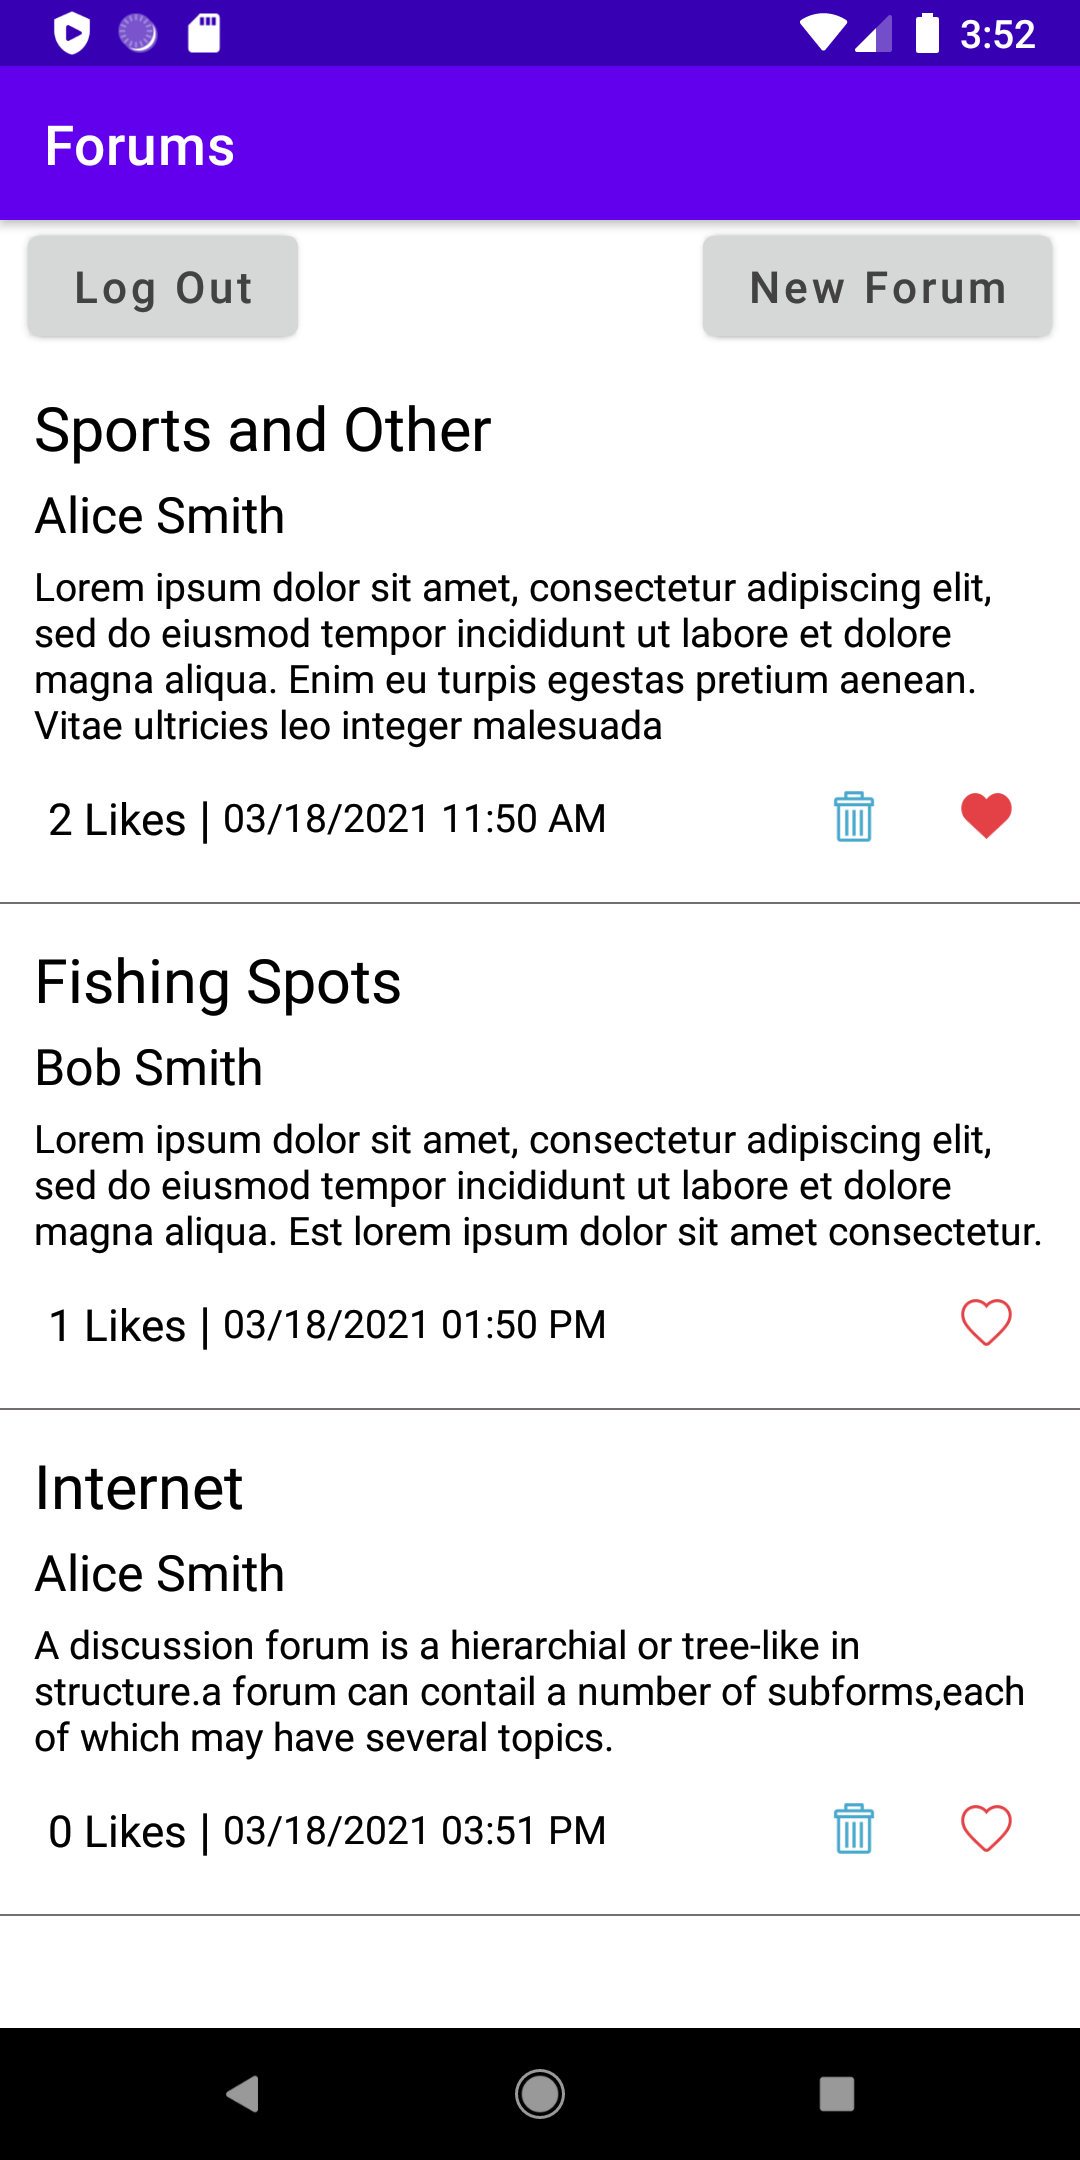 3:52
Forums
Log Out
New Forum
Sports and Other
Alice Smith
Lorem ipsum dolor sit amet, consectetur adipiscing elit,
sed do eiusmod tempor incididunt ut labore et dolore
magna aliqua. Enim eu turpis egestas pretium aenean.
Vitae ultricies leo integer malesuada
2 Likes | 03/18/2021 11:50 AM
Fishing Spots
Bob Smith
Lorem ipsum dolor sit amet, consectetur adipiscing elit,
sed do eiusmod tempor incididunt ut labore et dolore
magna aliqua. Est lorem ipsum dolor sit amet consectetur.
1 Likes | 03/18/2021 01:50 PM
Internet
Alice Smith
A discussion forum is a hierarchial or tree-like in
structure.a forum can contail a number of subforms,each
of which may have several topics.
0 Likes | 03/18/2021 03:51 PM